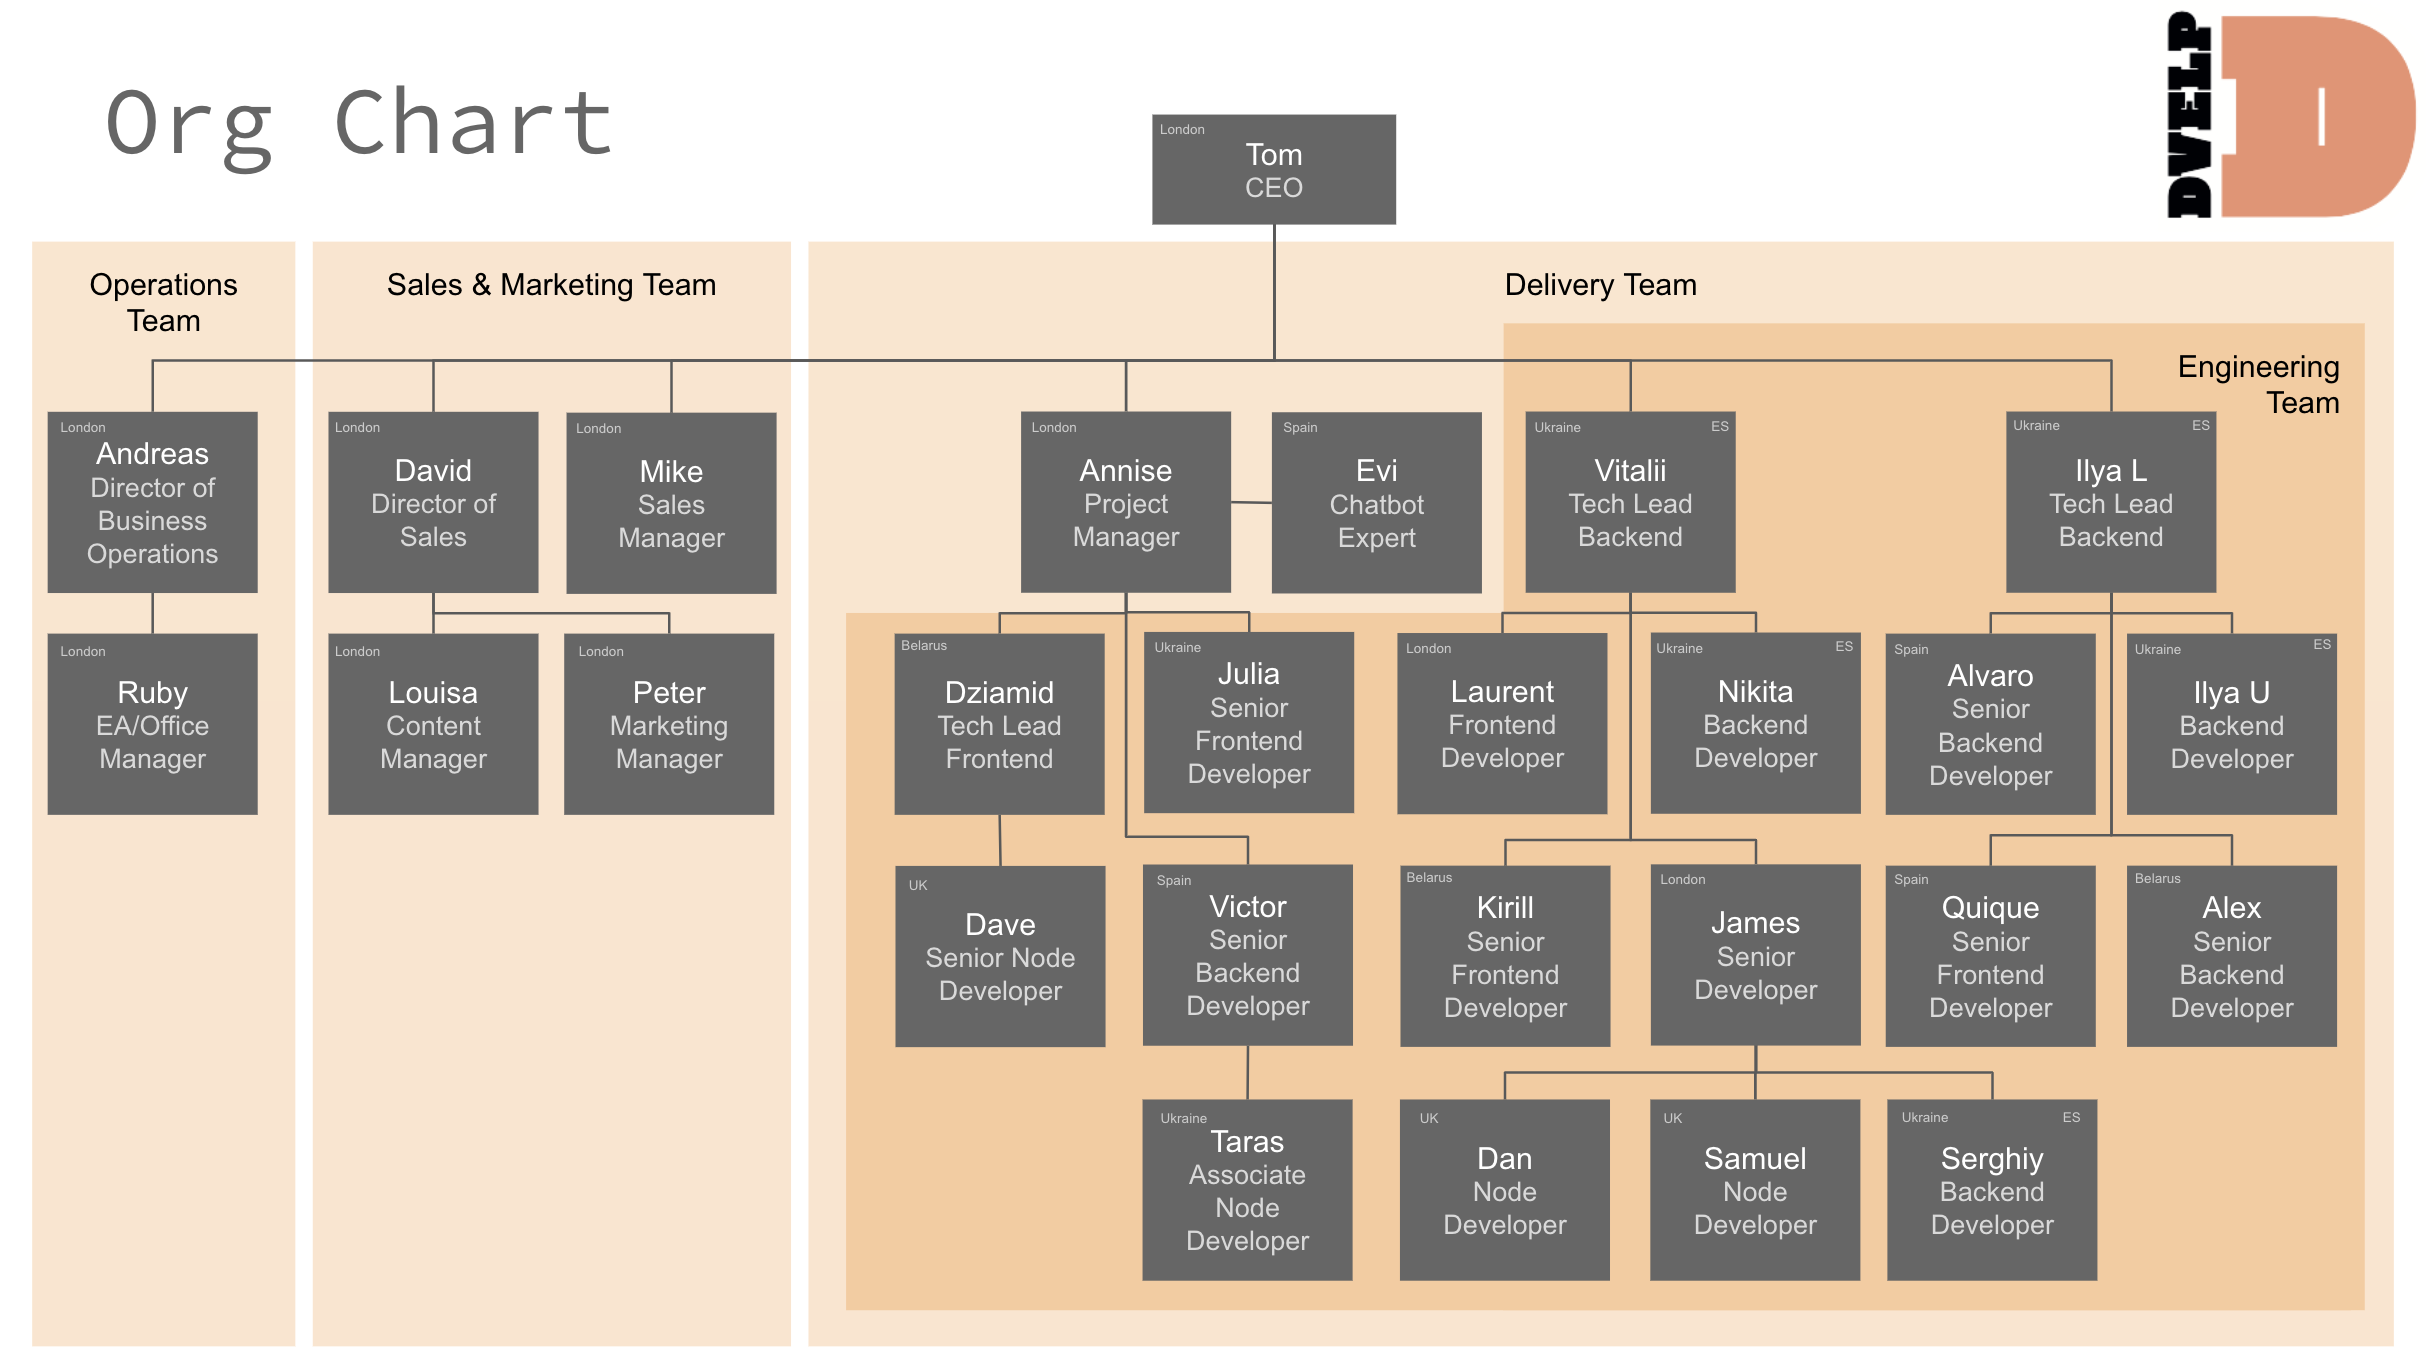 Org Chart
DVELP
London
Tom
CEO
Operations
Team
Sales & Marketing Team
Delivery Team
Engineering
Team
London
Andreas
Director of
Business
Operations
London
David
Director of
Sales
London
Mike
Sales
Manager
London
Annise
Project
Manager
Spain
Evi
Chatbot
Expert
Ukraine ES
Vitalii
Tech Lead
Backend
Ukraine ES
Ilya L
Tech Lead
Backend
London
Ruby
EA/Office
Manager
London
Louisa
Content
Manager
London
Peter
Marketing
Manager
Belarus
Dziamid
Tech Lead
Frontend
Ukraine
Julia
Senior
Frontend
Developer
London
Laurent
Frontend
Developer
Ukraine ES
Nikita
Backend
Developer
Spain
Alvaro
Senior
Backend
Developer
Ukraine ES
Ilya U
Backend
Developer
UK
Dave
Senior Node
Developer
Spain
Victor
Senior
Backend
Developer
Belarus
Kirill
Senior
Frontend
Developer
London
James
Senior
Developer
Spain
Quique
Senior
Frontend
Developer
Belarus
Alex
Senior
Backend
Developer
Ukraine
Taras
Associate
Node
Developer
UK
Dan
Node
Developer
UK
Samuel
Node
Developer
Ukraine ES
Serghiy
Backend
Developer